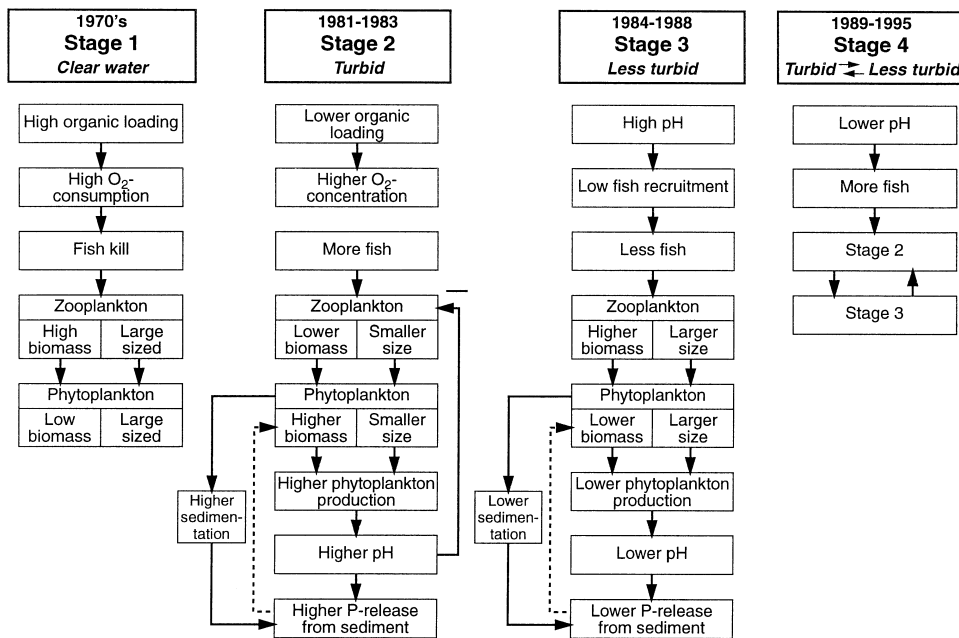 1970's
Stage 1
Clear water
High organic loading
High O2-
consumption
Fish kill
Zooplankton
High
biomass
Large
sized
Phytoplankton
Low
biomass
Large
sized
1981-1983
Stage 2
Turbid
Lower organic
loading
Higher O2-
concentration
More fish
Zooplankton
Lower
biomass
Smaller
size
Phytoplankton
Higher
biomass
Smaller
size
Higher phytoplankton
production
Higher
sedimen-
tation
Higher pH
Higher P-release
from sediment
1984-1988
Stage 3
Less turbid
High pH
Low fish recruitment
Less fish
Zooplankton
Higher
biomass
Larger
size
Phytoplankton
Lower
biomass
Larger
size
Lower phytoplankton
production
Lower
sedimen-
tation
Lower pH
Lower P-release
from sediment
1989-1995
Stage 4
Turbid ⇄ Less turbid
Lower pH
More fish
Stage 2
Stage 3